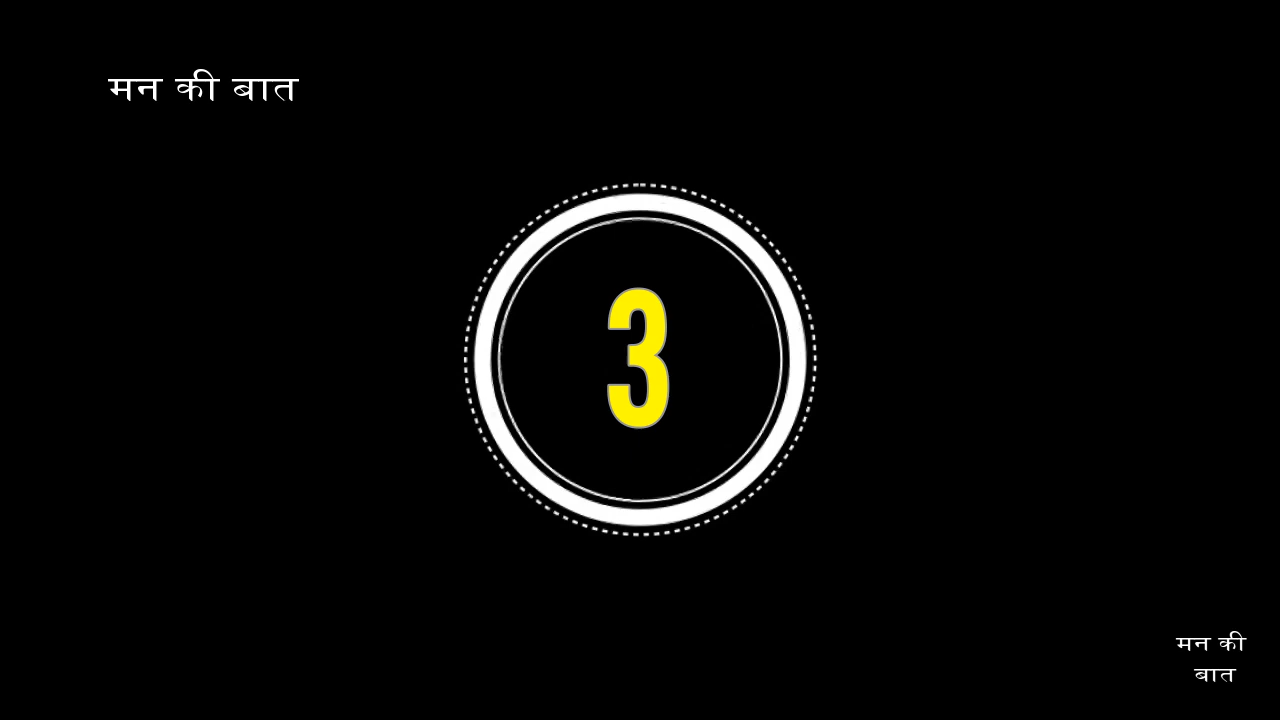 मन की बात
3
मन की
बात